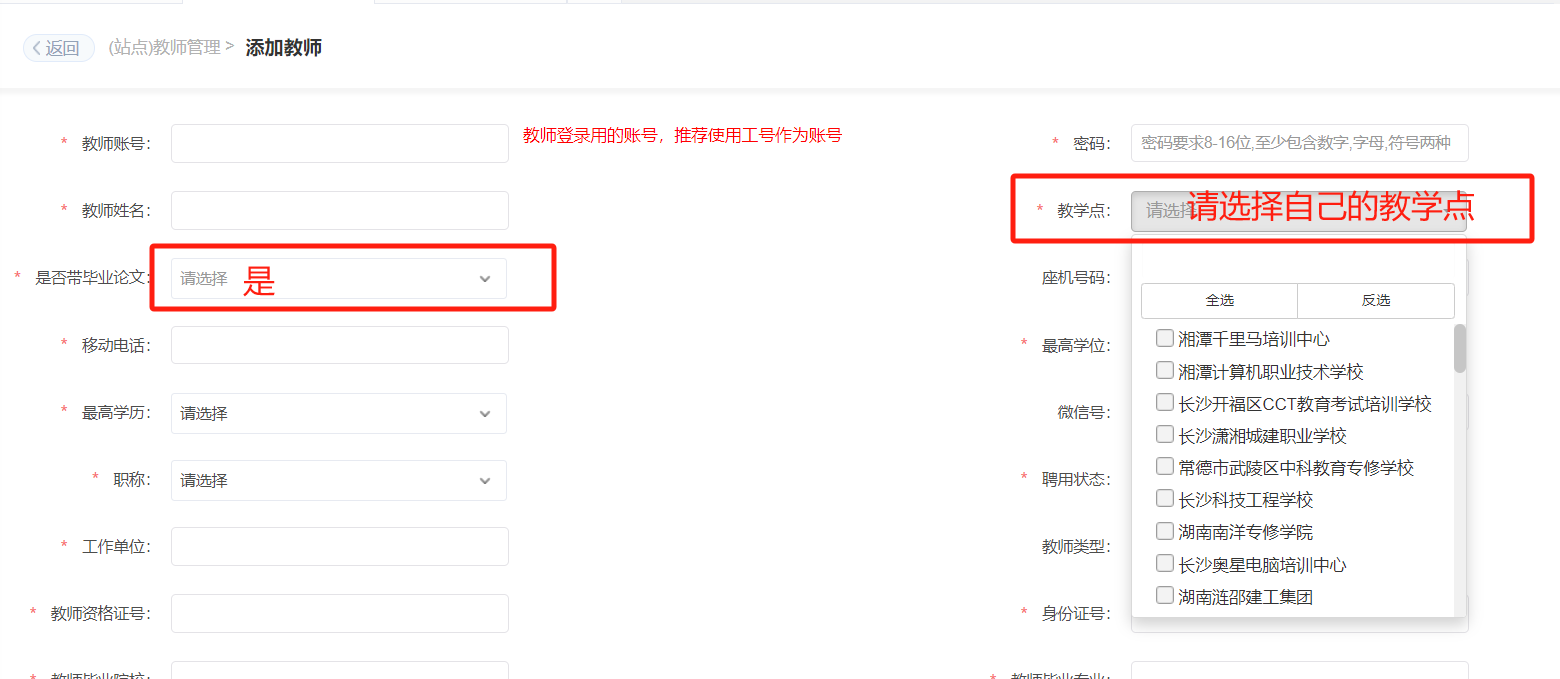 返回 (站点)教师管理 > 添加教师
* 教师账号:
教师登录用的账号，推荐使用工号作为账号
* 密码: 密码要求8-16位,至少包含数字,字母,符号两种
* 教师姓名:
* 教学点: 请选择
请选择自己的教学点
* 是否带毕业论文: 请选择
是
座机号码:
全选 反选
湘潭千里马培训中心
湘潭计算机职业技术学校
长沙开福区CCT教育考试培训学校
长沙潇湘城建职业学校
常德市武陵区中科教育专修学校
长沙科技工程学校
湖南南洋专修学院
长沙奥星电脑培训中心
湖南涟邵建工集团
* 移动电话:
* 最高学位:
* 最高学历: 请选择
微信号:
* 职称: 请选择
* 聘用状态:
* 工作单位:
教师类型:
* 教师资格证号:
* 身份证号:
* 教师毕业院校:
* 教师毕业专业: